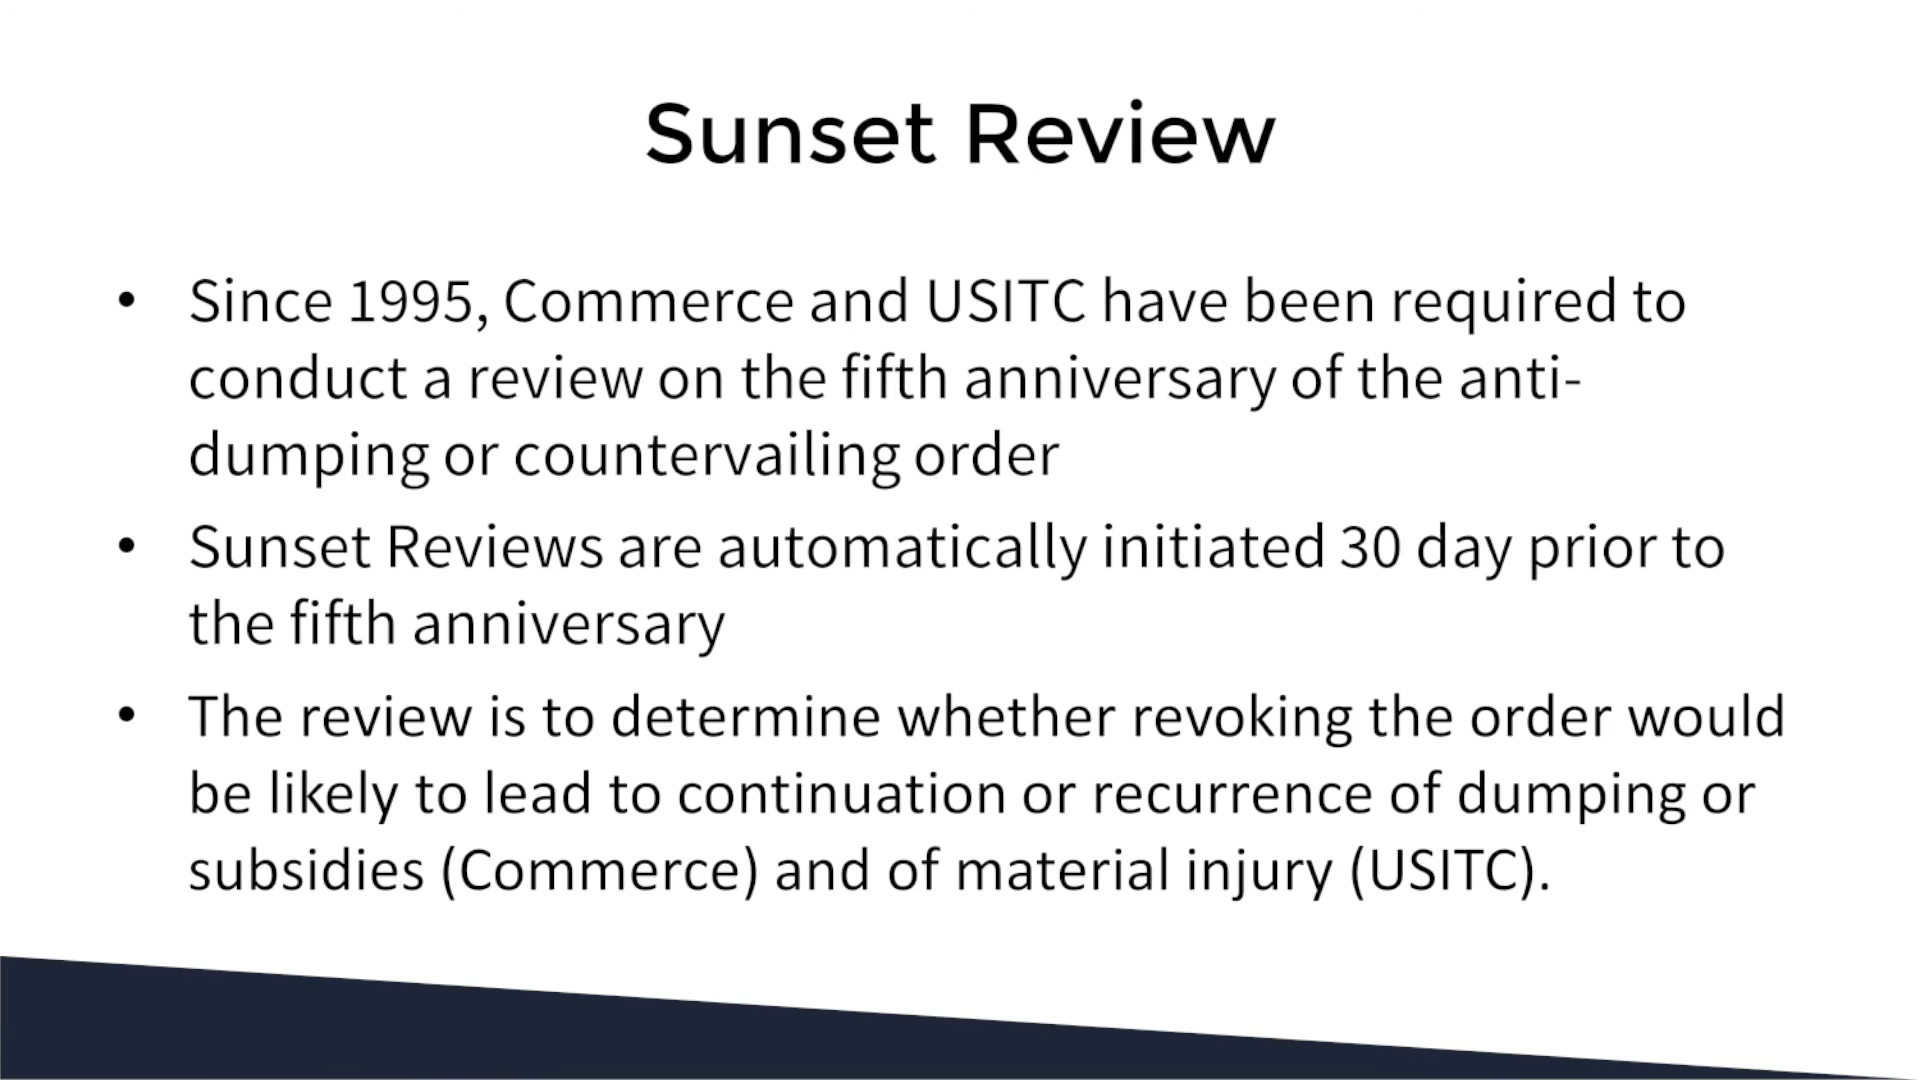 Sunset Review
• Since 1995, Commerce and USITC have been required to
conduct a review on the fifth anniversary of the anti-
dumping or countervailing order
• Sunset Reviews are automatically initiated 30 day prior to
the fifth anniversary
• The review is to determine whether revoking the order would
be likely to lead to continuation or recurrence of dumping or
subsidies (Commerce) and of material injury (USITC).